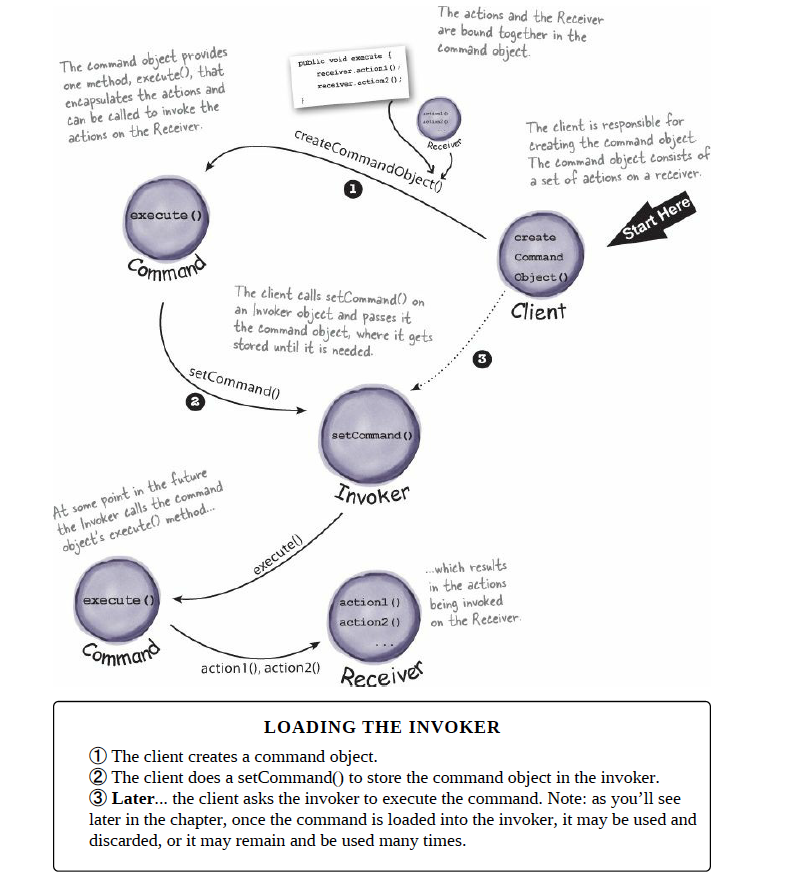 The actions and the Receiver
are bound together in the
command object.
The command object provides
one method, execute(), that
encapsulates the actions and
can be called to invoke the
actions on the Receiver.
public void execute {
receiver.action1();
receiver.action2();
}
action1()
action2()
Receiver
The client is responsible for
creating the command object.
The command object consists of
a set of actions on a receiver.
createCommandObject()
1
Start Here
execute()
Command
create
Command
Object()
Client
The client calls setCommand() on
an Invoker object and passes it
the command object, where it gets
stored until it is needed.
3
setCommand()
2
setCommand()
Invoker
At some point in the future
the Invoker calls the command
object's execute() method...
execute()
...which results
in the actions
being invoked
on the Receiver.
execute()
Command
action1()
action2()
...
action1(), action2()
Receiver
LOADING THE INVOKER
① The client creates a command object.
② The client does a setCommand() to store the command object in the invoker.
③ Later... the client asks the invoker to execute the command. Note: as you’ll see
later in the chapter, once the command is loaded into the invoker, it may be used and
discarded, or it may remain and be used many times.